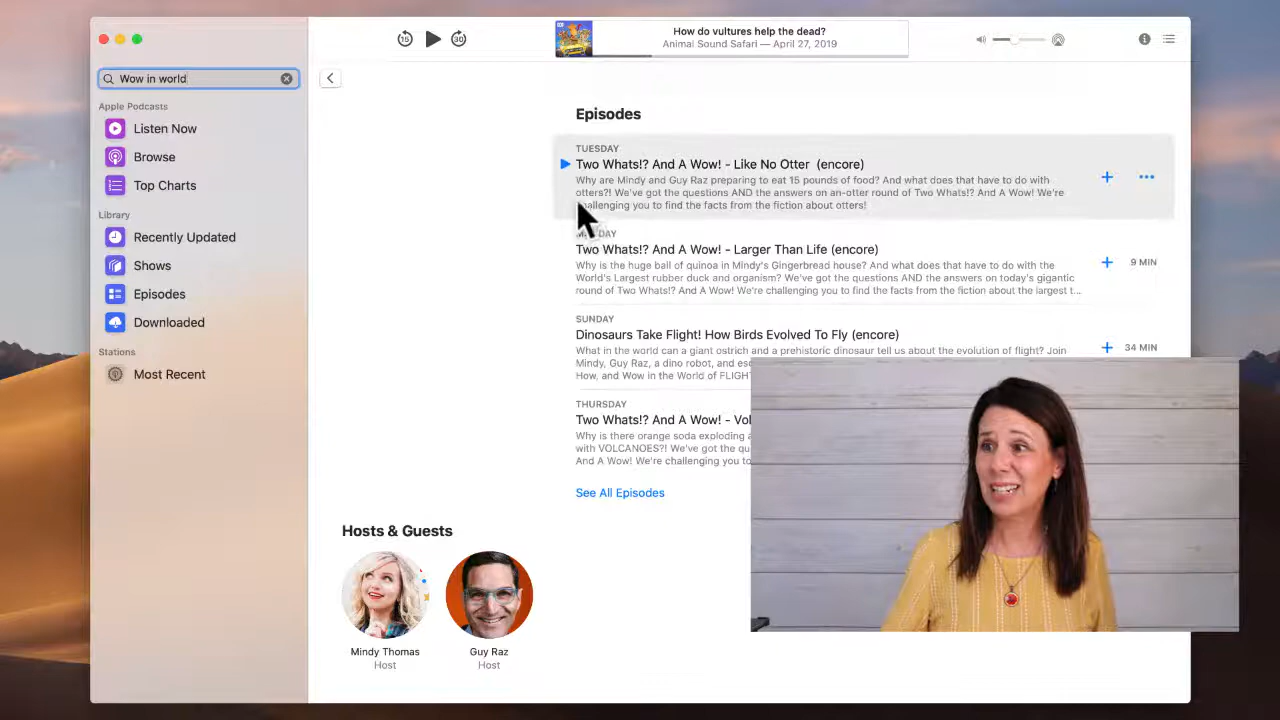 How do vultures help the dead?
Animal Sound Safari — April 27, 2019
15
30
Wow in world
Apple Podcasts
Listen Now
Browse
Top Charts
Library
Recently Updated
Shows
Episodes
Downloaded
Stations
Most Recent
Episodes
TUESDAY
Two Whats!? And A Wow! - Like No Otter (encore)
Why are Mindy and Guy Raz preparing to eat 15 pounds of food? And what does that have to do with
otters?! We've got the questions AND the answers on an-otter round of Two Whats!? And A Wow! We're
challenging you to find the facts from the fiction about otters!
Two Whats!? And A Wow! - Larger Than Life (encore)
Why is the huge ball of quinoa in Mindy's Gingerbread house? And what does that have to do with the
World's Largest rubber duck and organism? We've got the questions AND the answers on today's gigantic
round of Two Whats!? And A Wow! We're challenging you to find the facts from the fiction about the largest t...
9 MIN
SUNDAY
Dinosaurs Take Flight! How Birds Evolved To Fly (encore)
What in the world can a giant ostrich and a prehistoric dinosaur tell us about the evolution of flight? Join
Mindy, Guy Raz, a dino robot, and
How, and Wow in the World of FLIGHT
34 MIN
THURSDAY
Two Whats!? And A Wow! -
Why is there orange soda exploding
with VOLCANOES?! We've got the
And A Wow! We're challenging you to
See All Episodes
Hosts & Guests
Mindy Thomas
Host
Guy Raz
Host